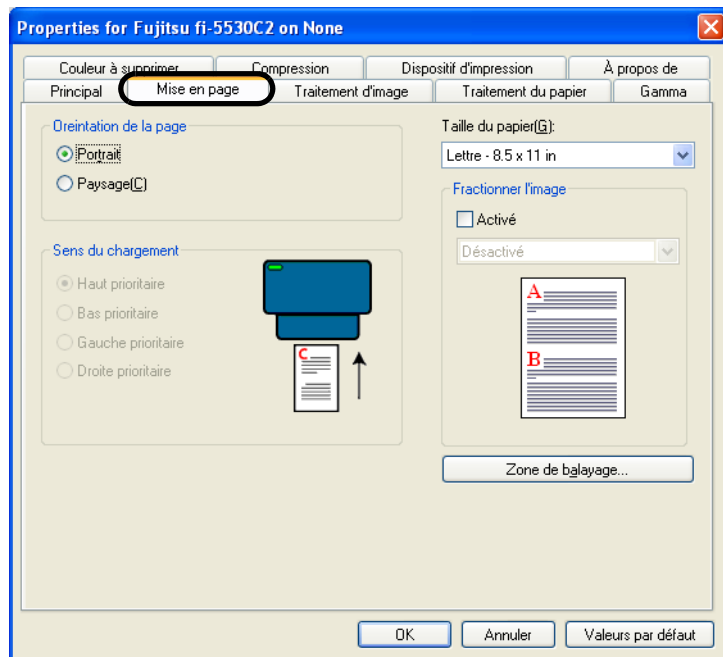 Properties for Fujitsu fi-5530C2 on None
Couleur à supprimer Compression Dispositif d'impression À propos de
Principal Mise en page Traitement d'image Traitement du papier Gamma
Oreintation de la page
Portrait
Paysage(C)
Taille du papier(G):
Lettre - 8.5 x 11 in
Fractionner l'image
Activé
Désactivé
A
B
Sens du chargement
Haut prioritaire
Bas prioritaire
Gauche prioritaire
Droite prioritaire
C
Zone de balayage...
OK Annuler Valeurs par défaut